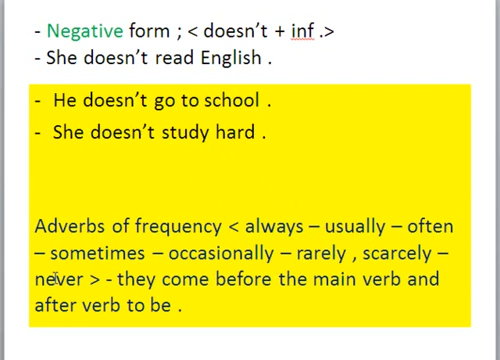 - Negative form ; < doesn’t + inf .>
- She doesn’t read English .
- He doesn’t go to school .
- She doesn’t study hard .
Adverbs of frequency < always – usually – often
– sometimes – occasionally – rarely , scarcely –
never > - they come before the main verb and
after verb to be .